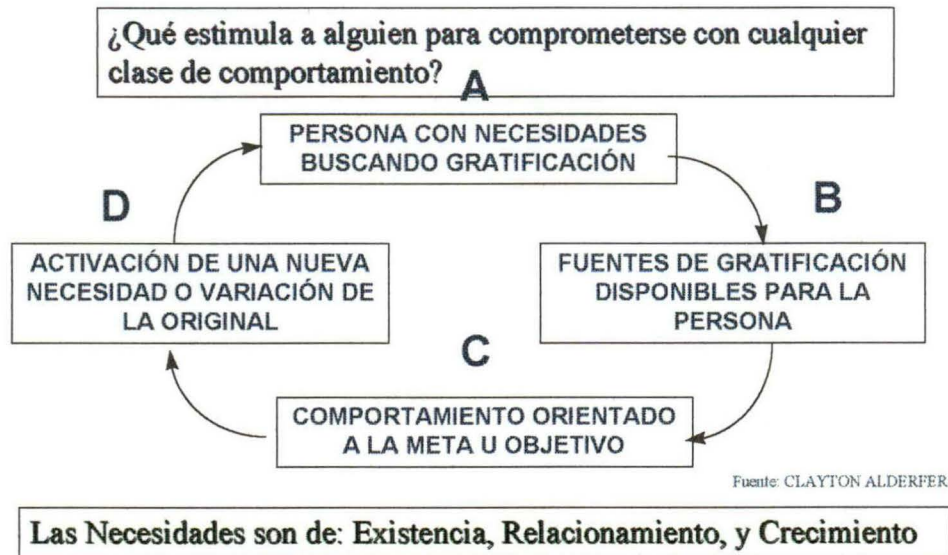 ¿Qué estimula a alguien para comprometerse con cualquier
clase de comportamiento?
A
PERSONA CON NECESIDADES
BUSCANDO GRATIFICACIÓN
D
B
ACTIVACIÓN DE UNA NUEVA
NECESIDAD O VARIACIÓN DE
LA ORIGINAL
FUENTES DE GRATIFICACIÓN
DISPONIBLES PARA LA
PERSONA
C
COMPORTAMIENTO ORIENTADO
A LA META U OBJETIVO
Fuente: CLAYTON ALDERFER
Las Necesidades son de: Existencia, Relacionamiento, y Crecimiento